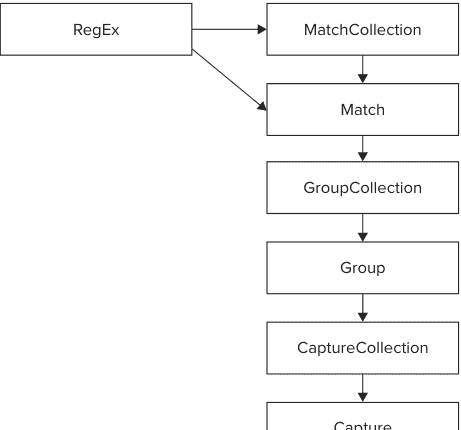 RegEx
MatchCollection
Match
GroupCollection
Group
CaptureCollection
Capture